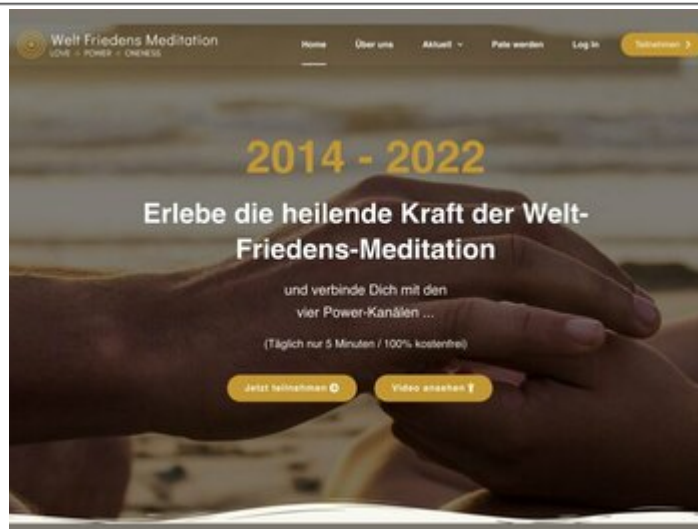 Welt Friedens Meditation
LOVE + POWER + ONENESS
Home Über uns Aktuell Pate werden Log In Teilnehmen
2014 - 2022
Erlebe die heilende Kraft der Welt-
Friedens-Meditation
und verbinde Dich mit den
vier Power-Kanälen ...
(Täglich nur 5 Minuten / 100% kostenfrei)
Jetzt teilnehmen Video ansehen